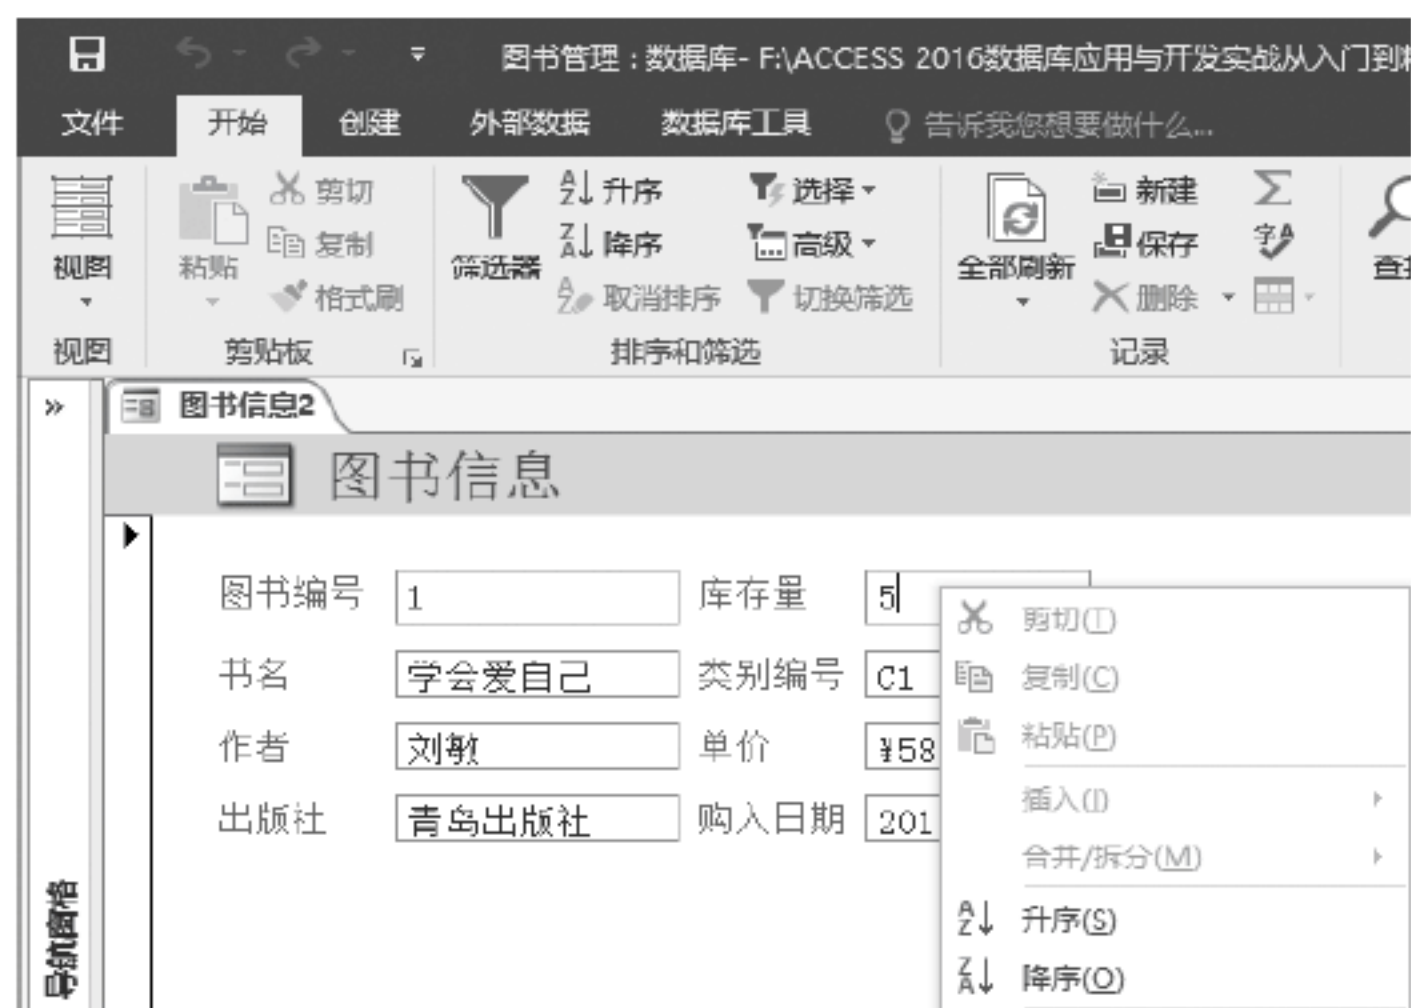 图书管理：数据库- F:\ACCESS 2016数据库应用与开发实战从入门到
文件 开始 创建 外部数据 数据库工具 告诉我您想要做什么...
剪切 升序 选择 新建
复制 降序 高级 保存
视图 粘贴 筛选器 全部刷新
格式刷 取消排序 切换筛选 删除
视图 剪贴板 排序和筛选 记录
» 图书信息2
图书信息
图书编号 1 库存量 5
剪切(T)
书名 学会爱自己 类别编号 C1 复制(C)
作者 刘敏 单价 ¥58 粘贴(P)
插入(I)
出版社 青岛出版社 购入日期 201
合并/拆分(M)
升序(S)
降序(O)
导航窗格